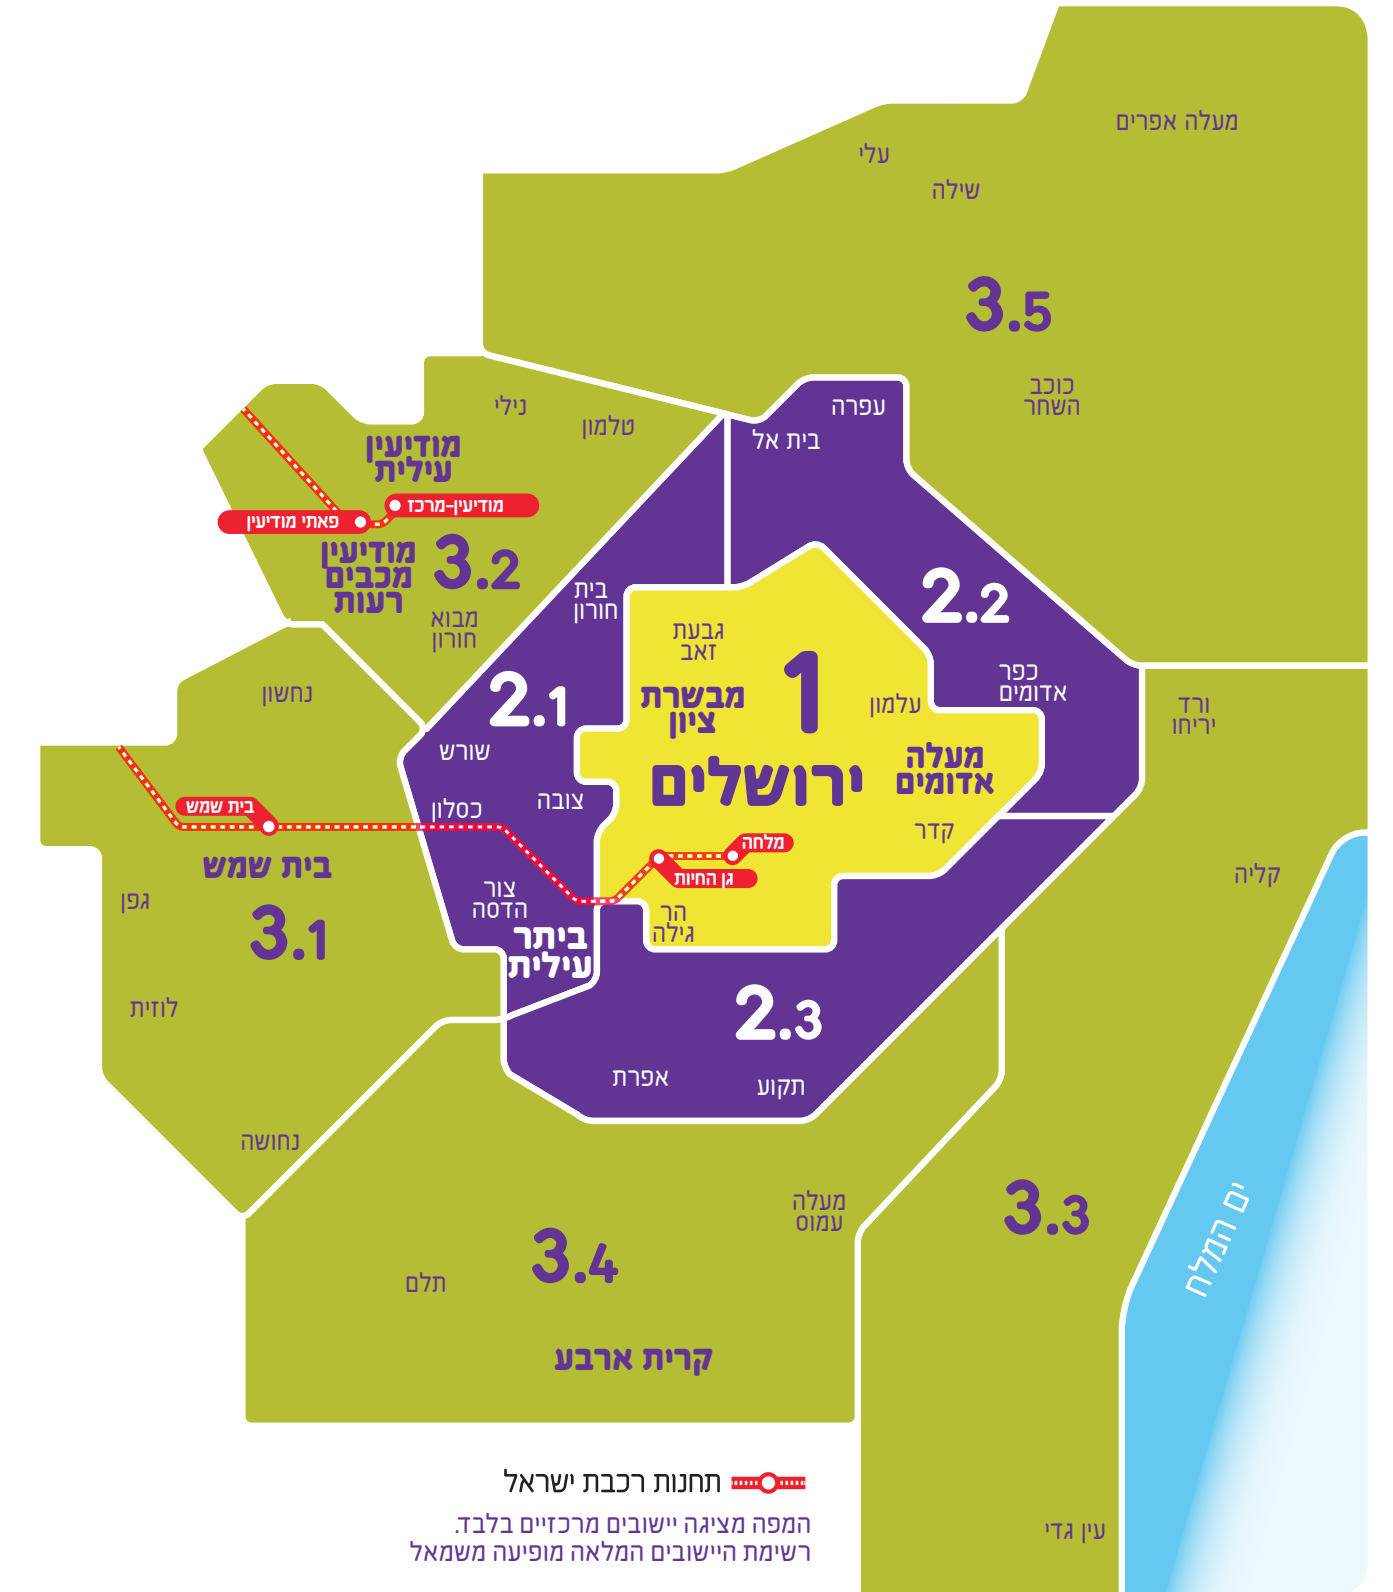 מעלה אפרים
עלי
שילה
3.5
כוכב
השחר
נילי
טלמון
מודיעין
עילית
מודיעין-מרכז
פאתי מודיעין
מודיעין
מכבים
רעות
3.2
מבוא
חורון
עפרה
בית אל
2.2
כפר
אדומים
בית
חורון
2.1
שורש
צובה
כסלון
צור
הדסה
ביתר
עילית
גבעת
זאב
1
מבשרת
ציון
עלמון
ירושלים
מעלה
אדומים
קדר
מלחה
גן החיות
הר
גילה
נחשון
בית שמש
בית שמש
גפן
3.1
לוזית
נחושה
2.3
אפרת
תקוע
ורד
יריחו
קליה
3.3
ים המלח
עין גדי
מעלה
עמוס
3.4
תלם
קרית ארבע
תחנות רכבת ישראל
המפה מציגה יישובים מרכזיים בלבד.
רשימת היישובים המלאה מופיעה משמאל